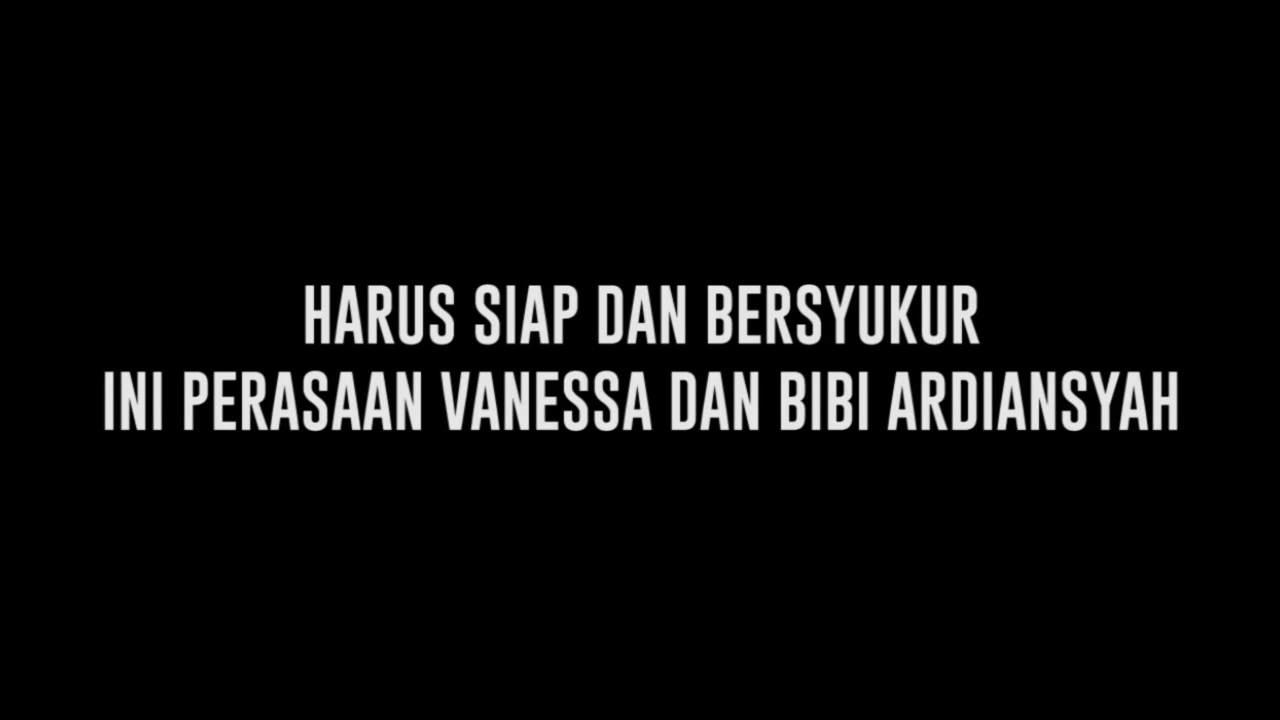 HARUS SIAP DAN BERSYUKUR
INI PERASAAN VANESSA DAN BIBI ARDIANSYAH